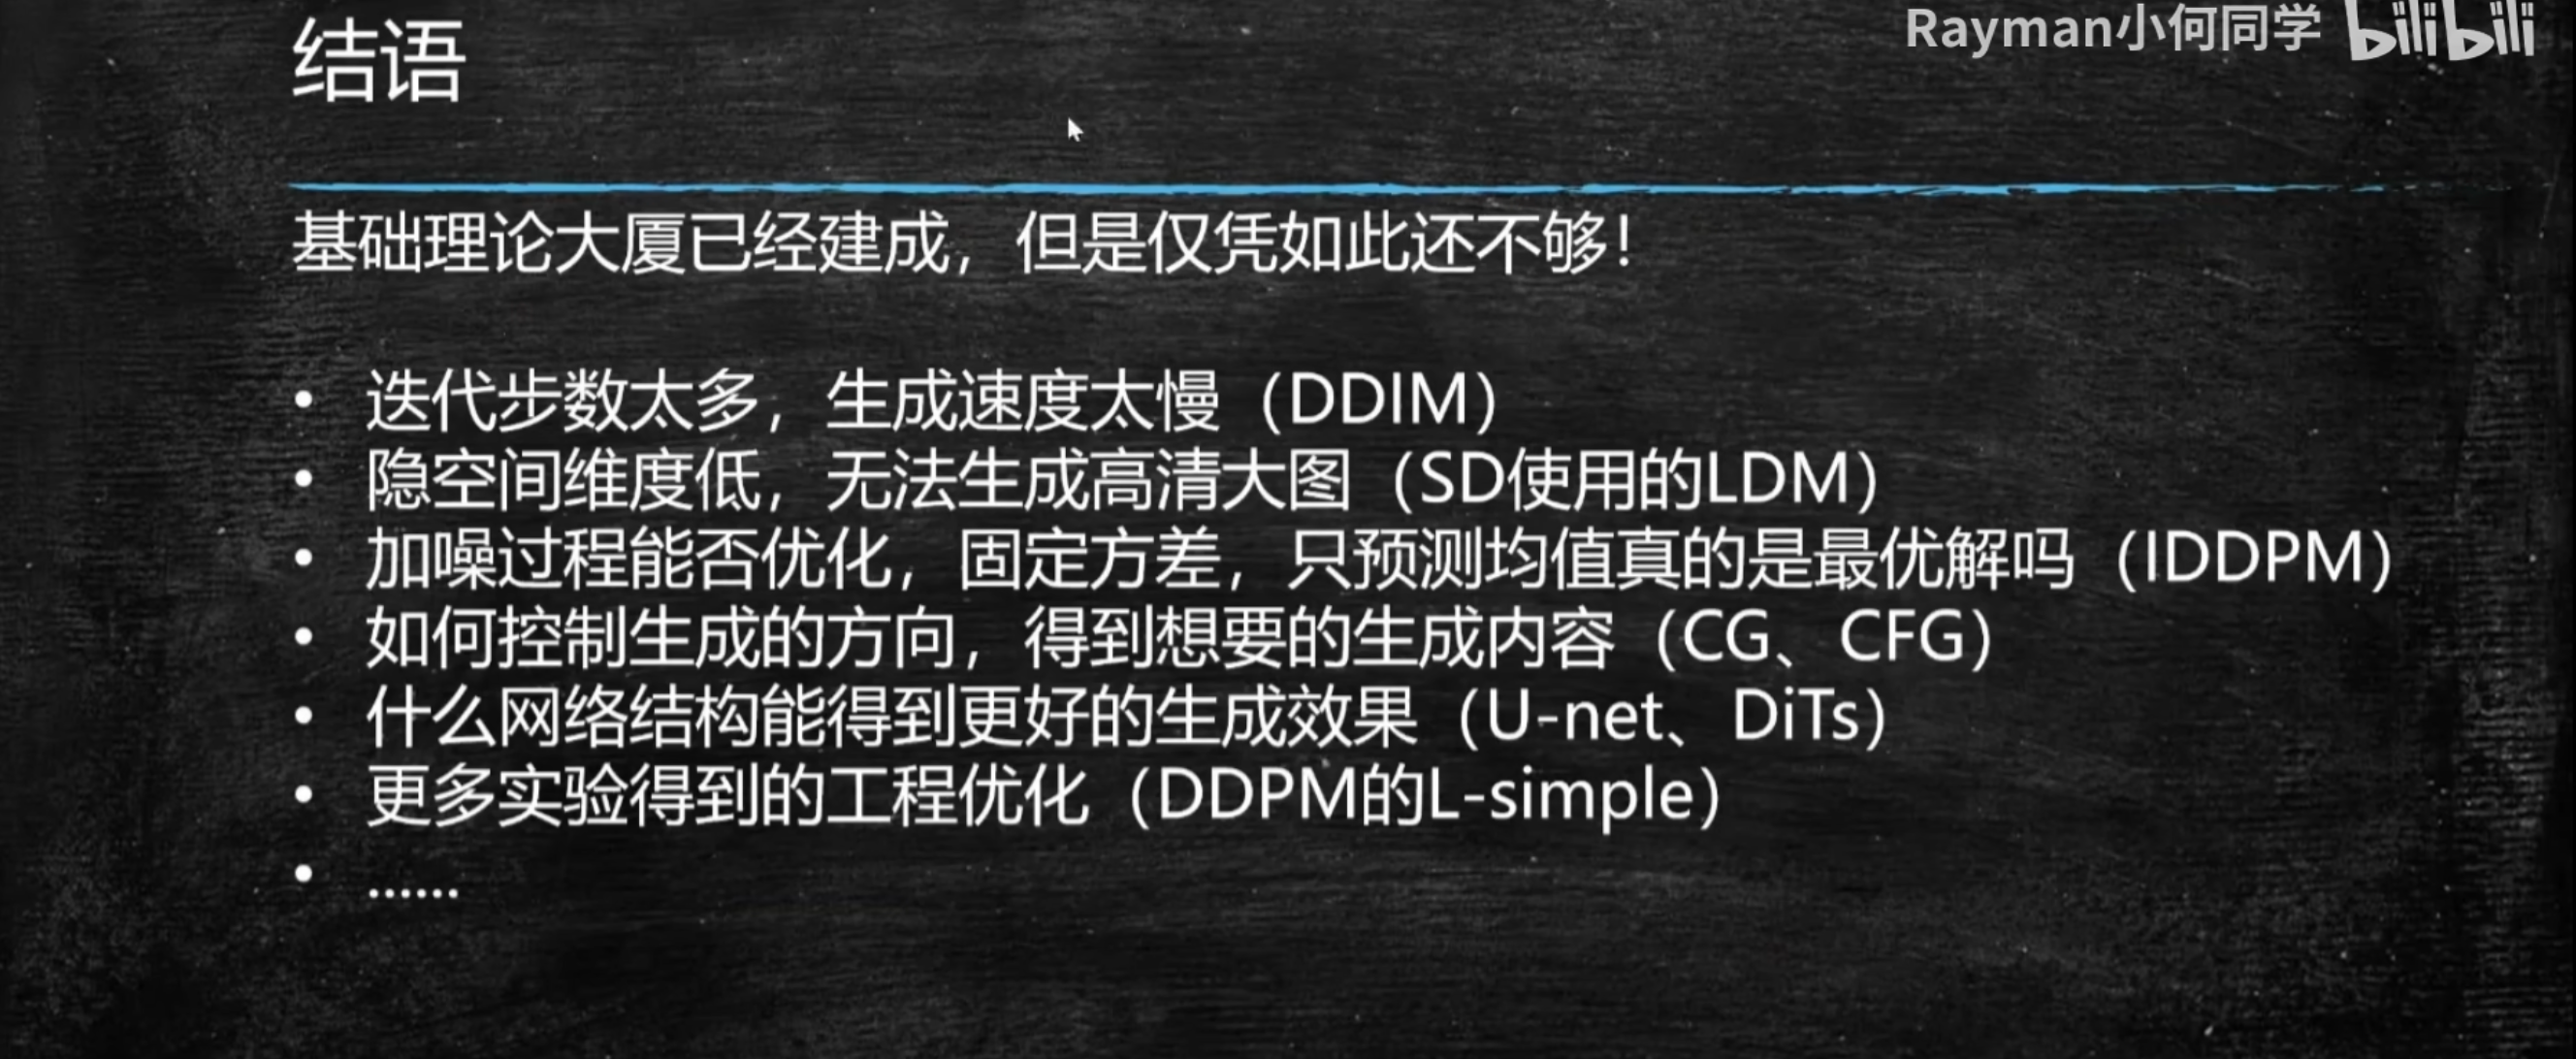 Rayman小何同学 bilibili
结语
基础理论大厦已经建成，但是仅凭如此还不够！
• 迭代步数太多，生成速度太慢（DDIM）
• 隐空间维度低，无法生成高清大图（SD使用的LDM）
• 加噪过程能否优化，固定方差，只预测均值真的是最优解吗（IDDPM）
• 如何控制生成的方向，得到想要的生成内容（CG、CFG）
• 什么网络结构能得到更好的生成效果（U-net、DiTs）
• 更多实验得到的工程优化（DDPM的L-simple）
• ……